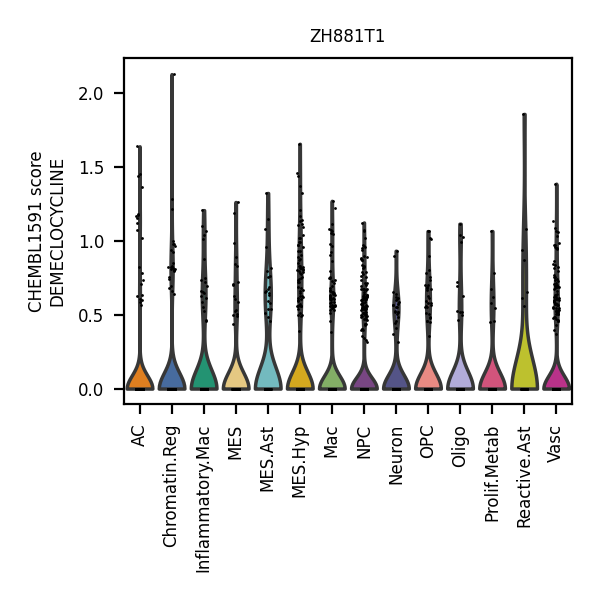 ZH881T1
CHEMBL1591 score
DEMECLOCYCLINE
2.0
1.5
1.0
0.5
0.0
AC
Chromatin.Reg
Inflammatory.Mac
MES
MES.Ast
MES.Hyp
Mac
NPC
Neuron
OPC
Oligo
Prolif.Metab
Reactive.Ast
Vasc